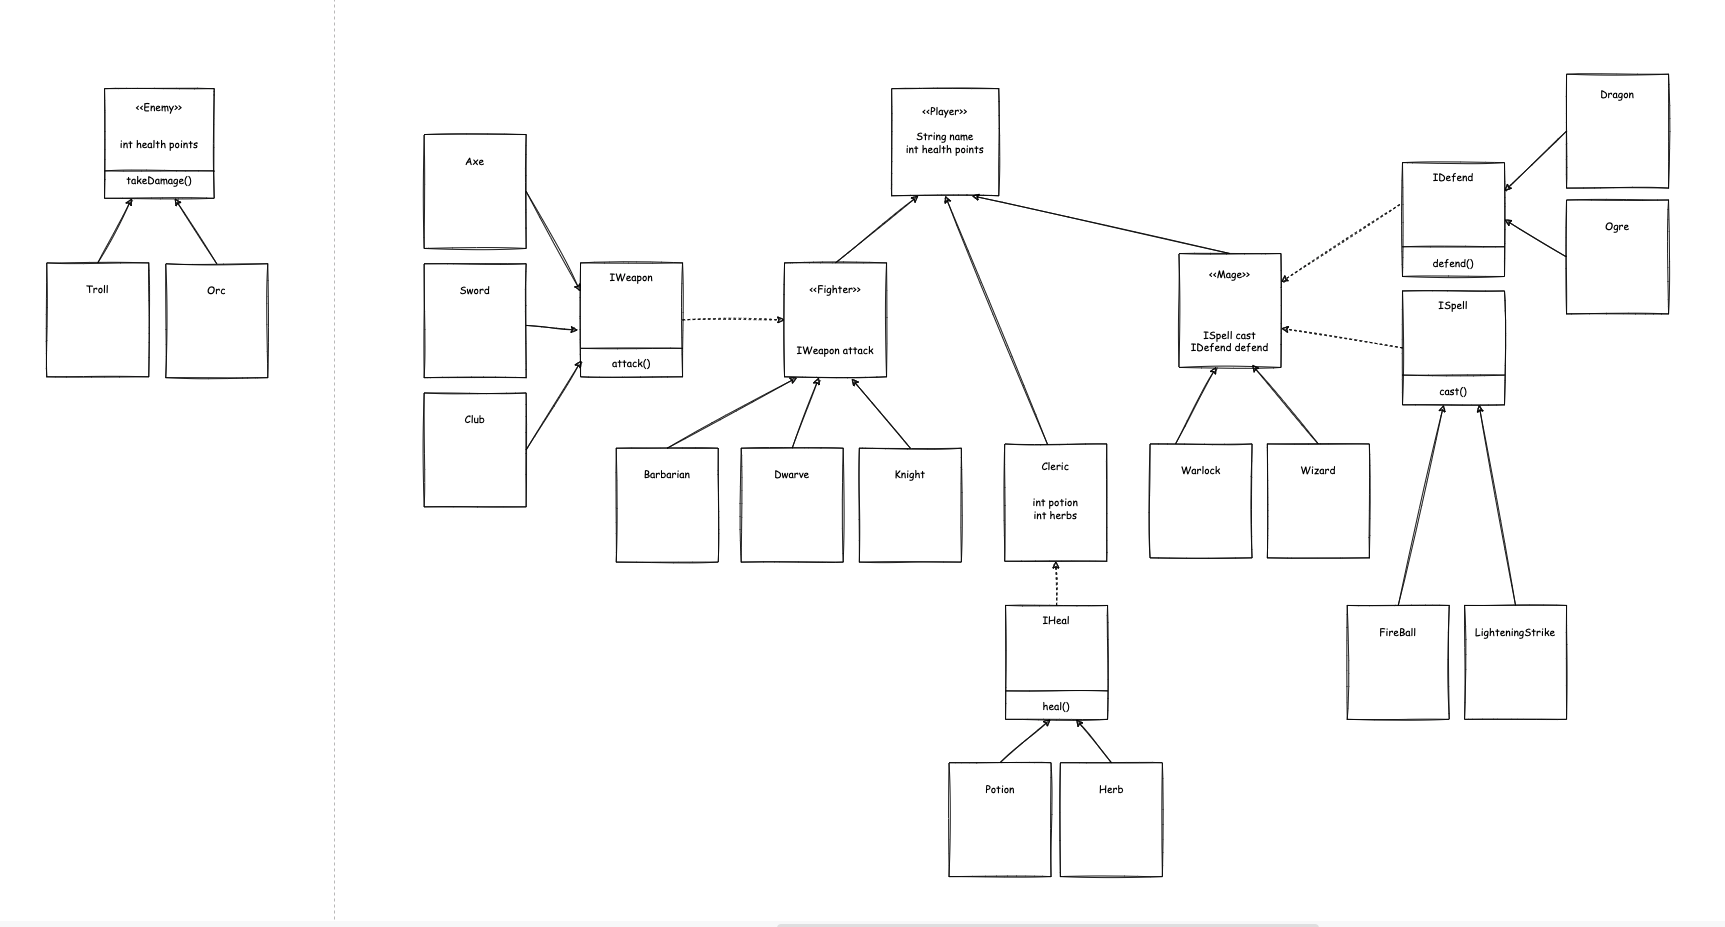 <<Enemy>>
int health points
takeDamage()
Troll
Orc
Axe
Sword
Club
IWeapon
attack()
<<Player>>
String name
int health points
<<Fighter>>
IWeapon attack
Barbarian
Dwarve
Knight
Cleric
int potion
int herbs
IHeal
heal()
Potion
Herb
<<Mage>>
ISpell cast
IDefend defend
Warlock
Wizard
IDefend
defend()
ISpell
cast()
Dragon
Ogre
FireBall
LighteningStrike